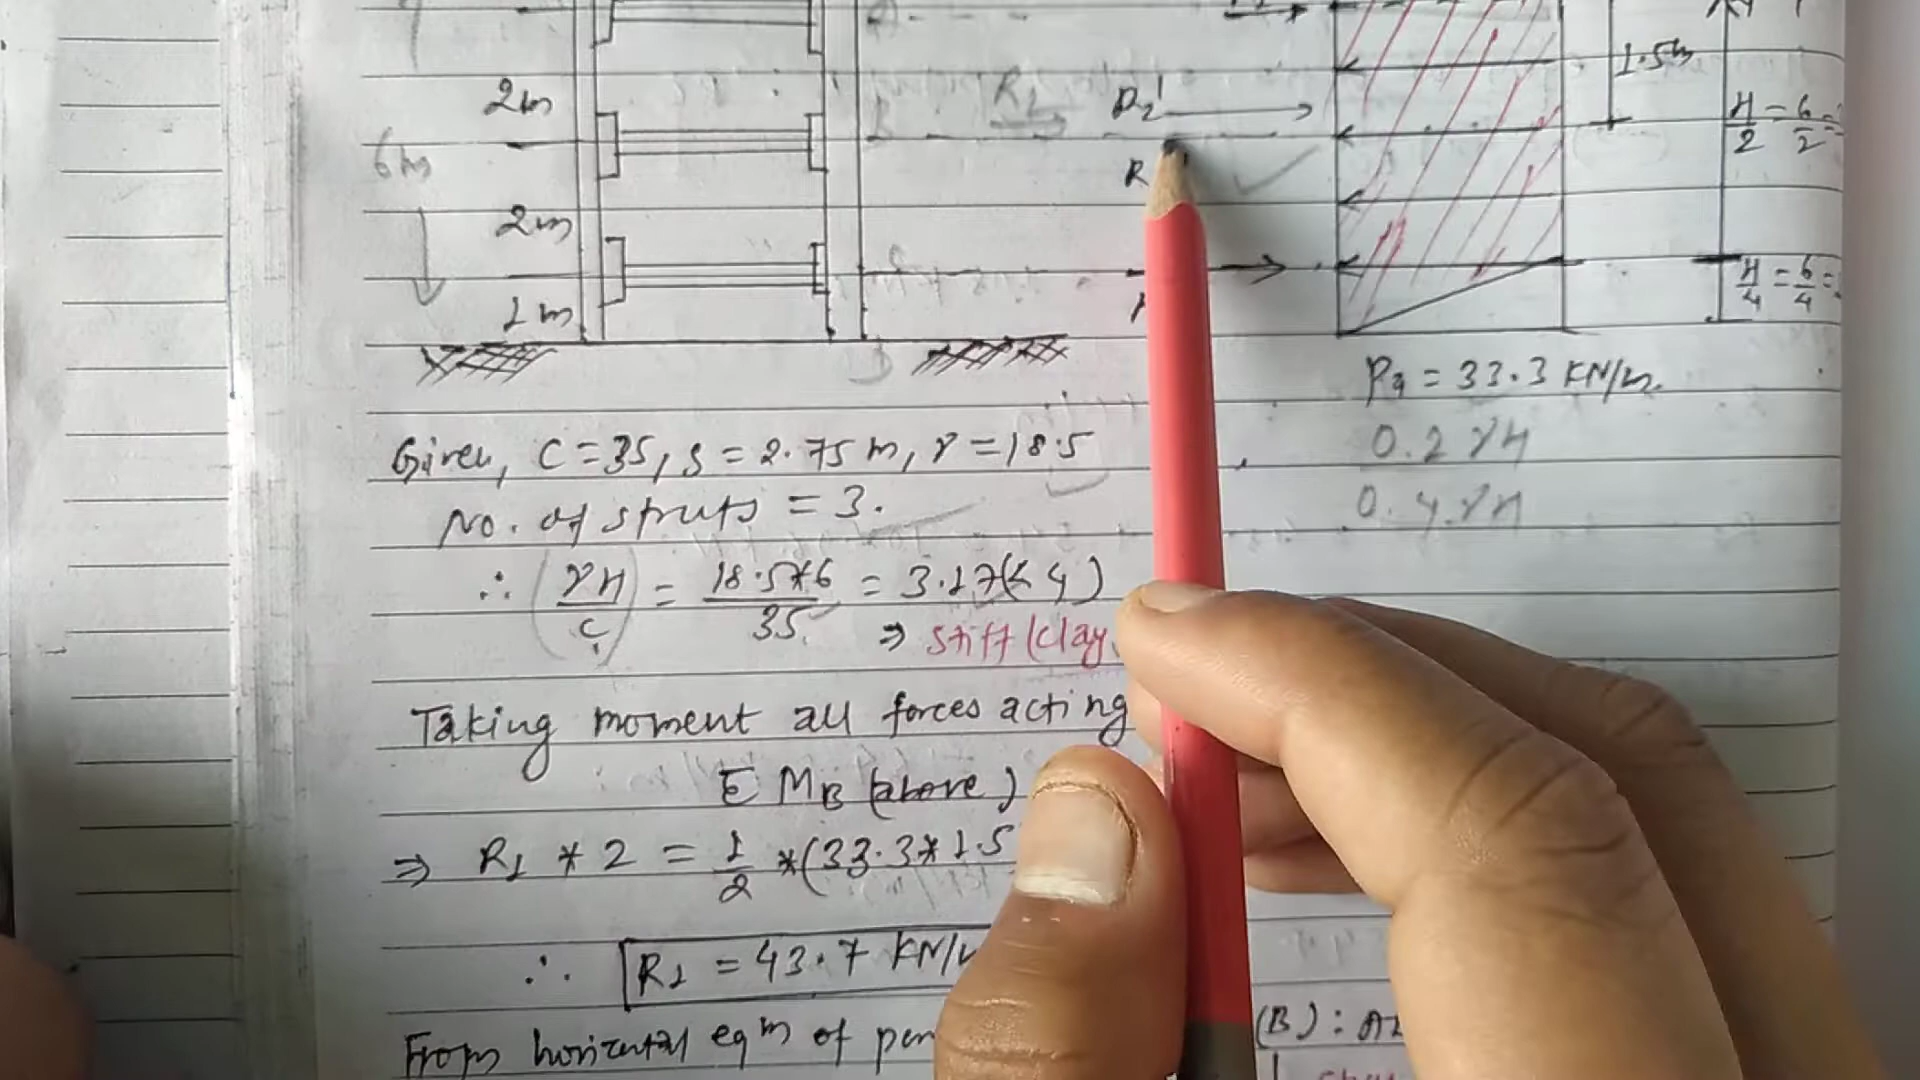 2m
R2
R2'
1.5m
H/2 = 6/2 =
6m
R
2m
H/4 = 6/4 =
1m
Pa = 33.3 KN/m
Given, C = 35, S = 2.75 m, γ = 18.5
0.2 γH
No. of struts = 3.
0.4 γH
∴ (γH/C) = 18.5*6/35 = 3.17(< 4)
⇒ stiff clay
Taking moment all forces acting
Σ MB (above)
⇒ R1 * 2 = 1/2 *(33.3*1.5
∴ R1 = 43.7 KN/
From horizontal eqm of
(B) :